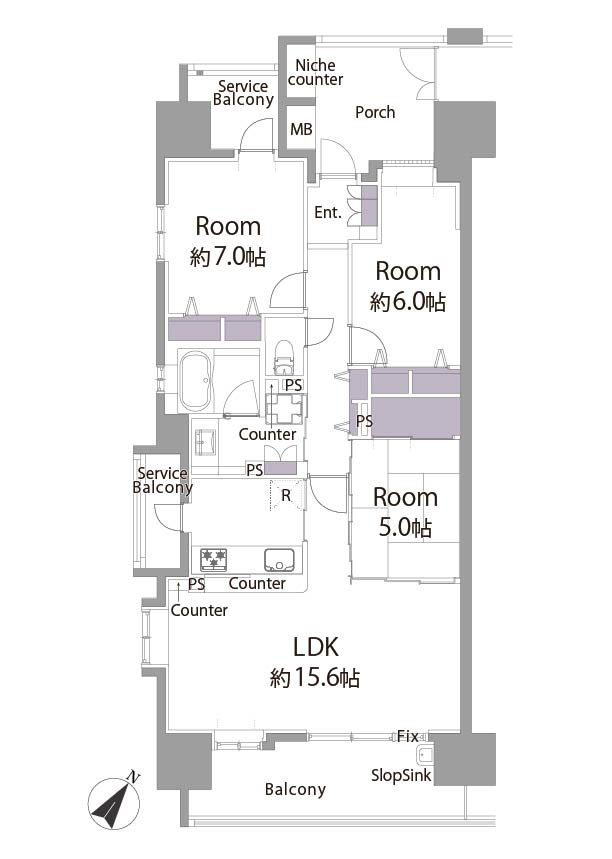 Niche
counter
Service
Balcony
Porch
MB
Ent.
Room
約7.0帖
Room
約6.0帖
PS
Counter
PS
PS
Service
Balcony
R
Room
5.0帖
PS
Counter
Counter
LDK
約15.6帖
Fix
SlopSink
Balcony
N